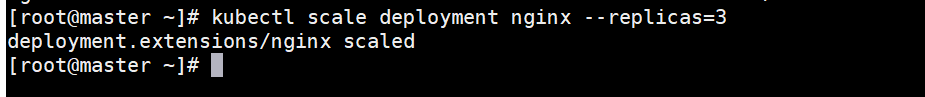 [root@master ~]# kubectl scale deployment nginx --replicas=3
deployment.extensions/nginx scaled
[root@master ~]#